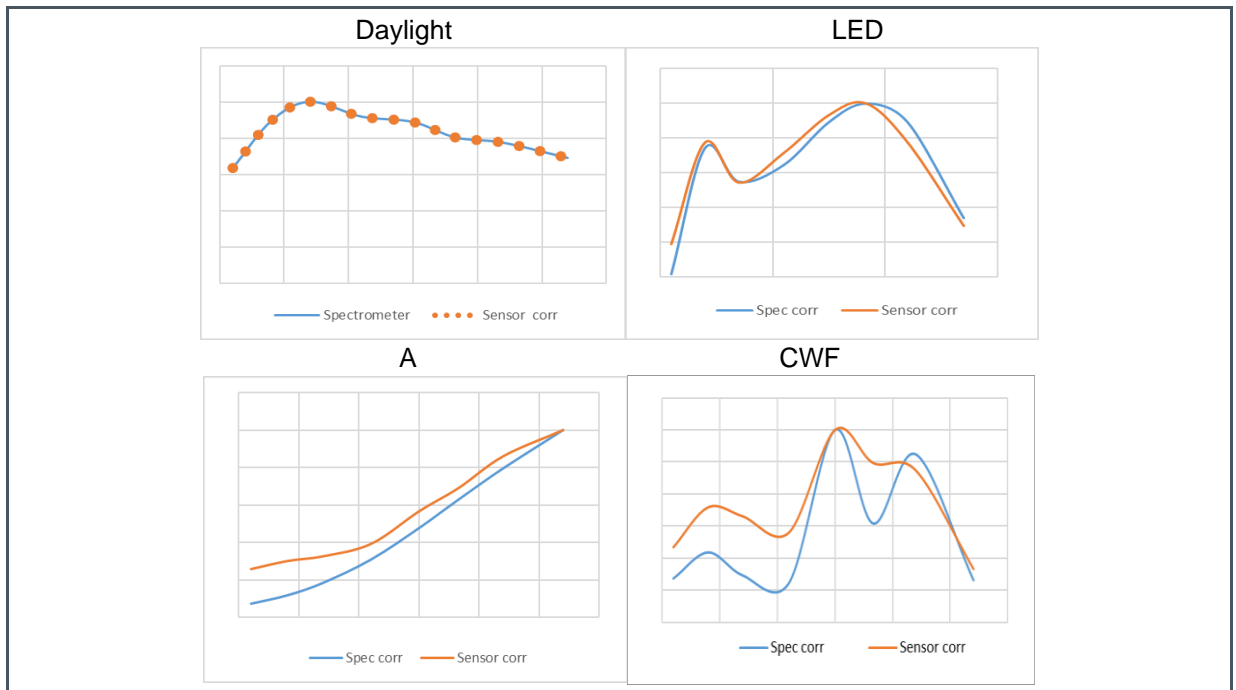 Daylight
LED
Spectrometer Sensor corr
Spec corr Sensor corr
A
CWF
Spec corr Sensor corr
Spec corr Sensor corr